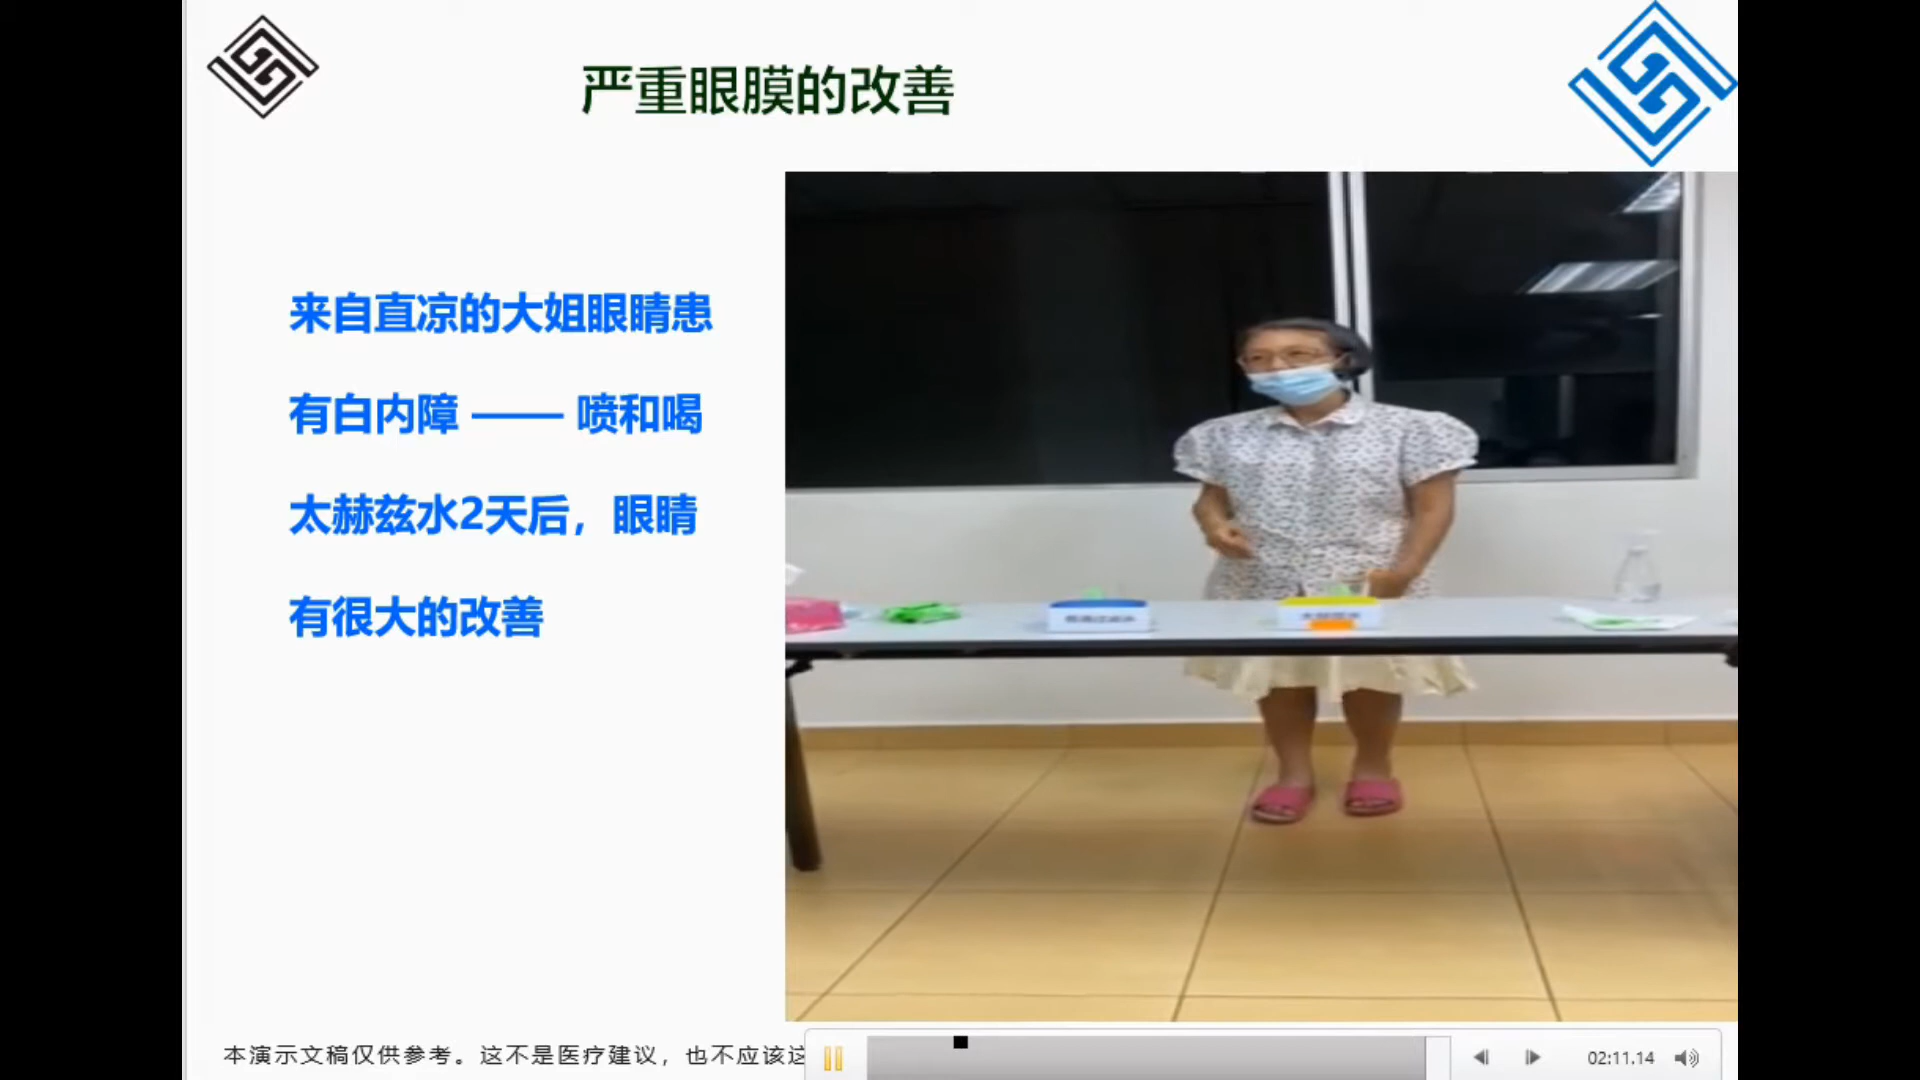 严重眼膜的改善
来自直凉的大姐眼睛患
有白内障 —— 喷和喝
太赫兹水2天后，眼睛
有很大的改善
本演示文稿仅供参考。这不是医疗建议，也不应该这
02:11.14